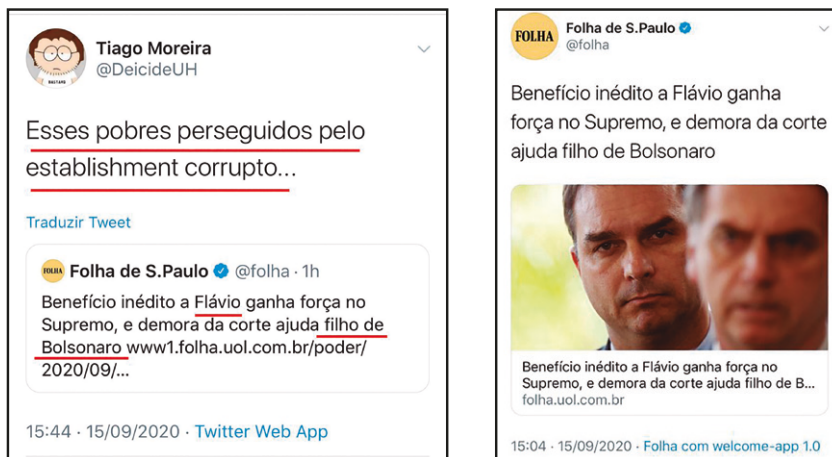 Tiago Moreira
@DeicideUH
Esses pobres perseguidos pelo
establishment corrupto...
Traduzir Tweet
FOLHA Folha de S.Paulo @folha · 1h
Benefício inédito a Flávio ganha força no
Supremo, e demora da corte ajuda filho de
Bolsonaro www1.folha.uol.com.br/poder/
2020/09/...
15:44 · 15/09/2020 · Twitter Web App
FOLHA
Folha de S.Paulo
@folha
Benefício inédito a Flávio ganha
força no Supremo, e demora da corte
ajuda filho de Bolsonaro
Benefício inédito a Flávio ganha força no
Supremo, e demora da corte ajuda filho de B...
folha.uol.com.br
15:04 · 15/09/2020 · Folha com welcome-app 1.0